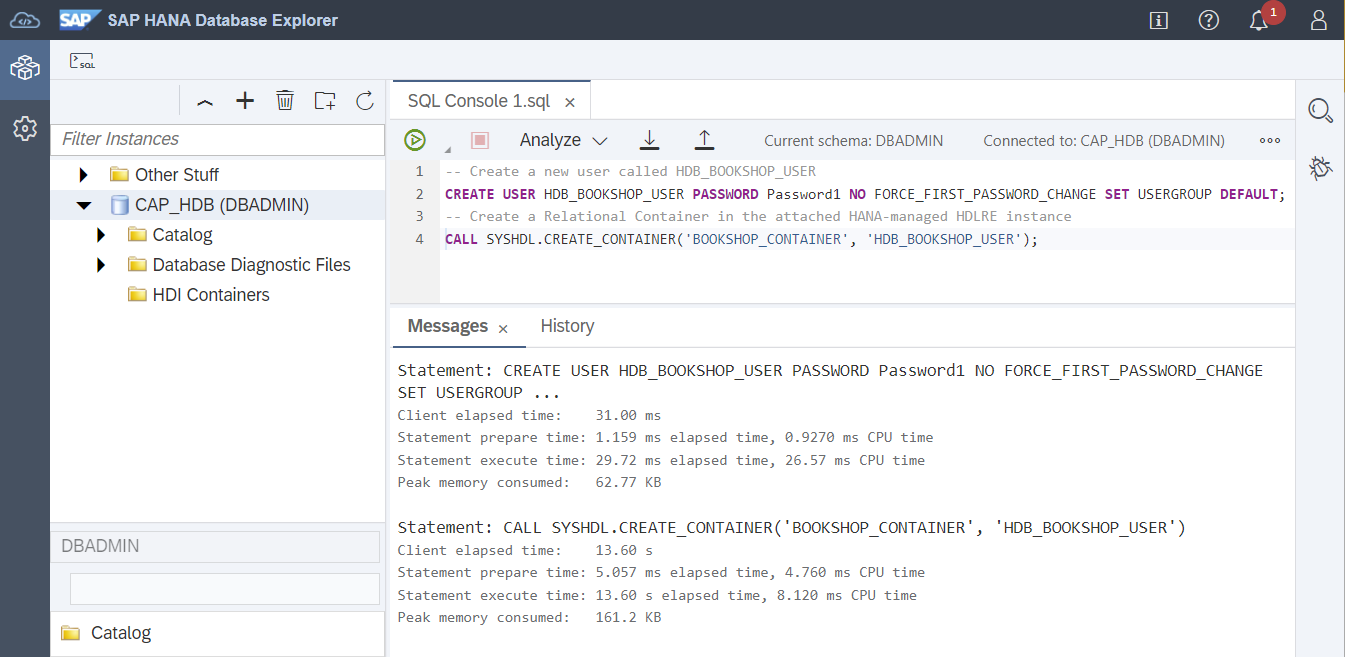 SAP SAP HANA Database Explorer
1
SQL
Filter Instances
Other Stuff
CAP_HDB (DBADMIN)
Catalog
Database Diagnostic Files
HDI Containers
DBADMIN
Catalog
SQL Console 1.sql ×
Analyze
Current schema: DBADMIN
Connected to: CAP_HDB (DBADMIN)
1 -- Create a new user called HDB_BOOKSHOP_USER
2 CREATE USER HDB_BOOKSHOP_USER PASSWORD Password1 NO FORCE_FIRST_PASSWORD_CHANGE SET USERGROUP DEFAULT;
3 -- Create a Relational Container in the attached HANA-managed HDLRE instance
4 CALL SYSHDL.CREATE_CONTAINER('BOOKSHOP_CONTAINER', 'HDB_BOOKSHOP_USER');
Messages × History
Statement: CREATE USER HDB_BOOKSHOP_USER PASSWORD Password1 NO FORCE_FIRST_PASSWORD_CHANGE
SET USERGROUP ...
Client elapsed time: 31.00 ms
Statement prepare time: 1.159 ms elapsed time, 0.9270 ms CPU time
Statement execute time: 29.72 ms elapsed time, 26.57 ms CPU time
Peak memory consumed: 62.77 KB
Statement: CALL SYSHDL.CREATE_CONTAINER('BOOKSHOP_CONTAINER', 'HDB_BOOKSHOP_USER')
Client elapsed time: 13.60 s
Statement prepare time: 5.057 ms elapsed time, 4.760 ms CPU time
Statement execute time: 13.60 s elapsed time, 8.120 ms CPU time
Peak memory consumed: 161.2 KB